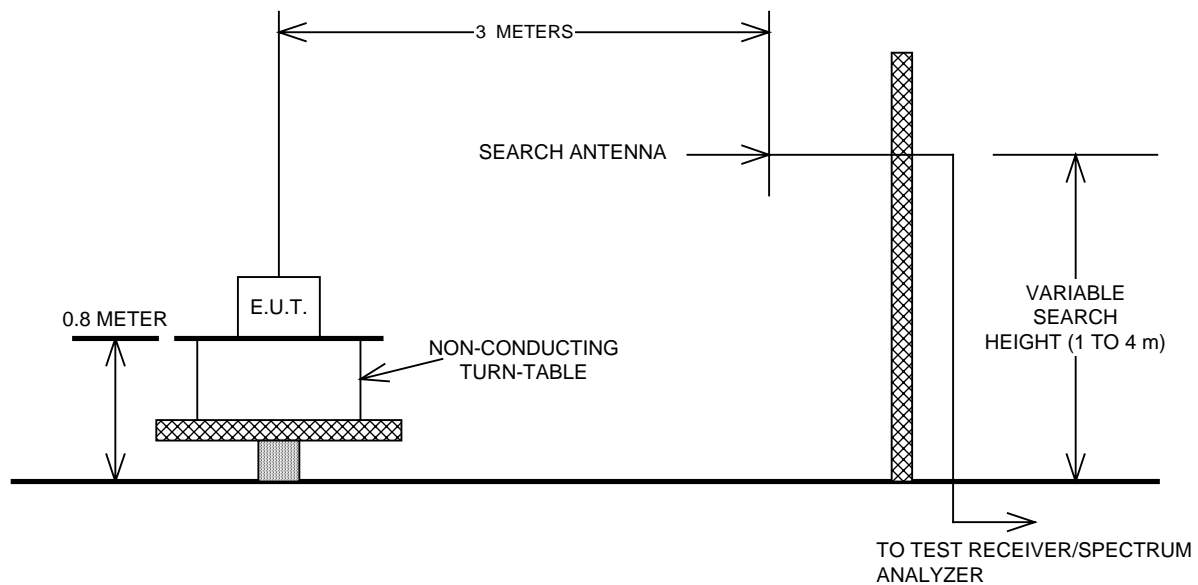 3  METERS
SEARCH ANTENNA
E.U.T.
0.8 METER
NON-CONDUCTING
TURN-TABLE
VARIABLE
SEARCH
HEIGHT (1 TO 4 m)
TO TEST RECEIVER/SPECTRUM
ANALYZER